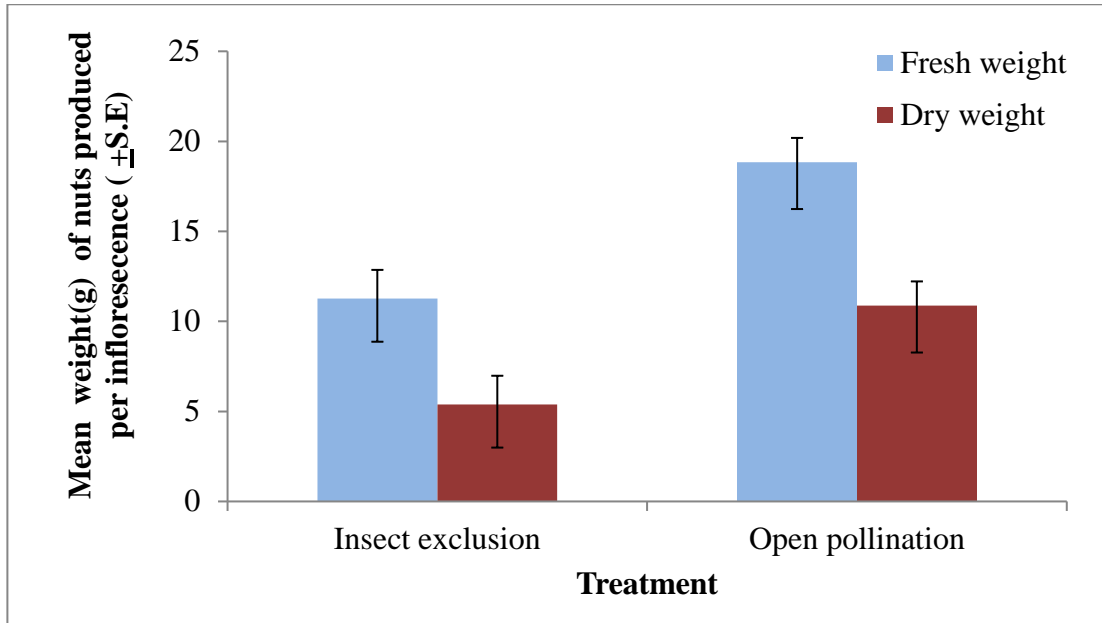 Mean weight(g) of nuts produced
per infloresecence ( ±S.E)
25
20
15
10
5
0
Fresh weight
Dry weight
Insect exclusion
Open pollination
Treatment